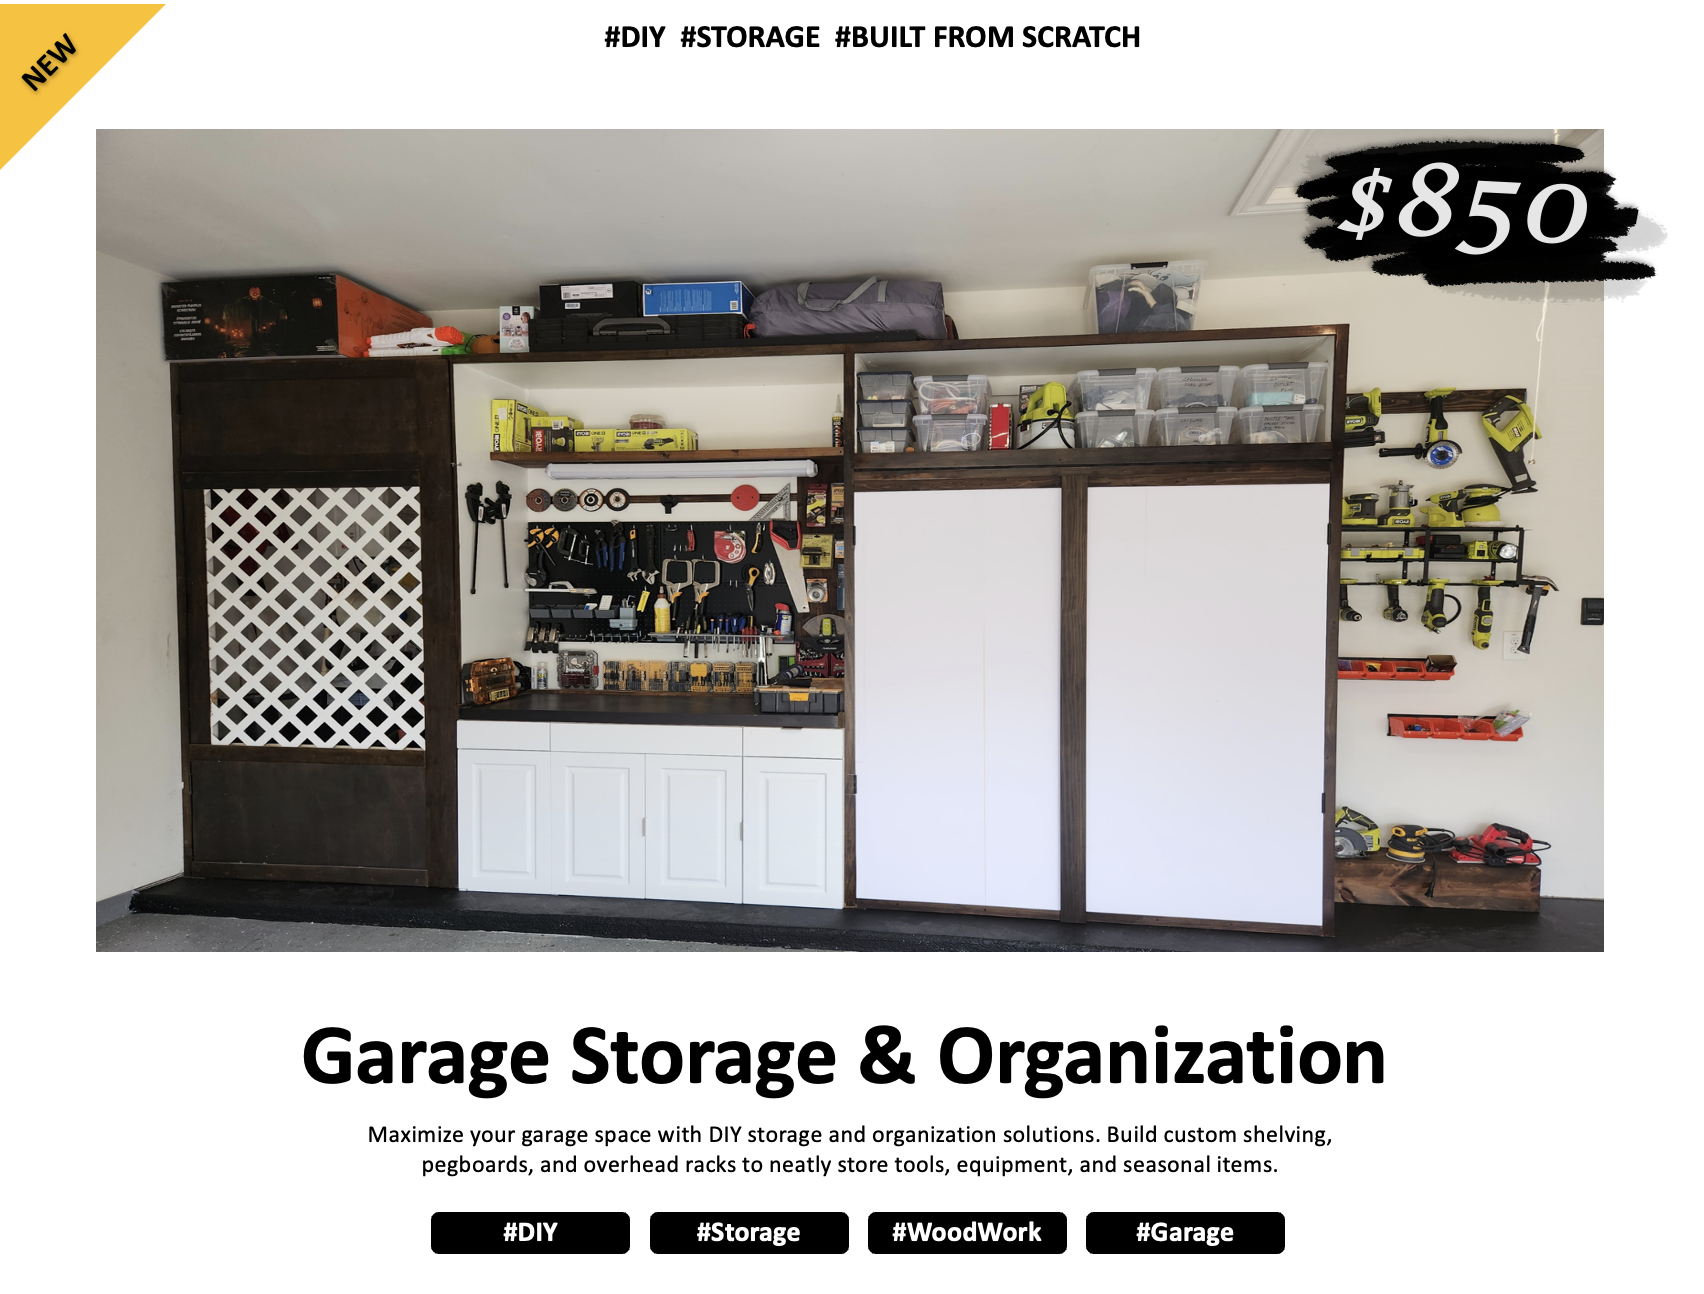 NEW
#DIY #STORAGE #BUILT FROM SCRATCH
$850
RYOBI
RYOBI
Garage Storage & Organization
Maximize your garage space with DIY storage and organization solutions. Build custom shelving,
pegboards, and overhead racks to neatly store tools, equipment, and seasonal items.
#DIY
#Storage
#WoodWork
#Garage